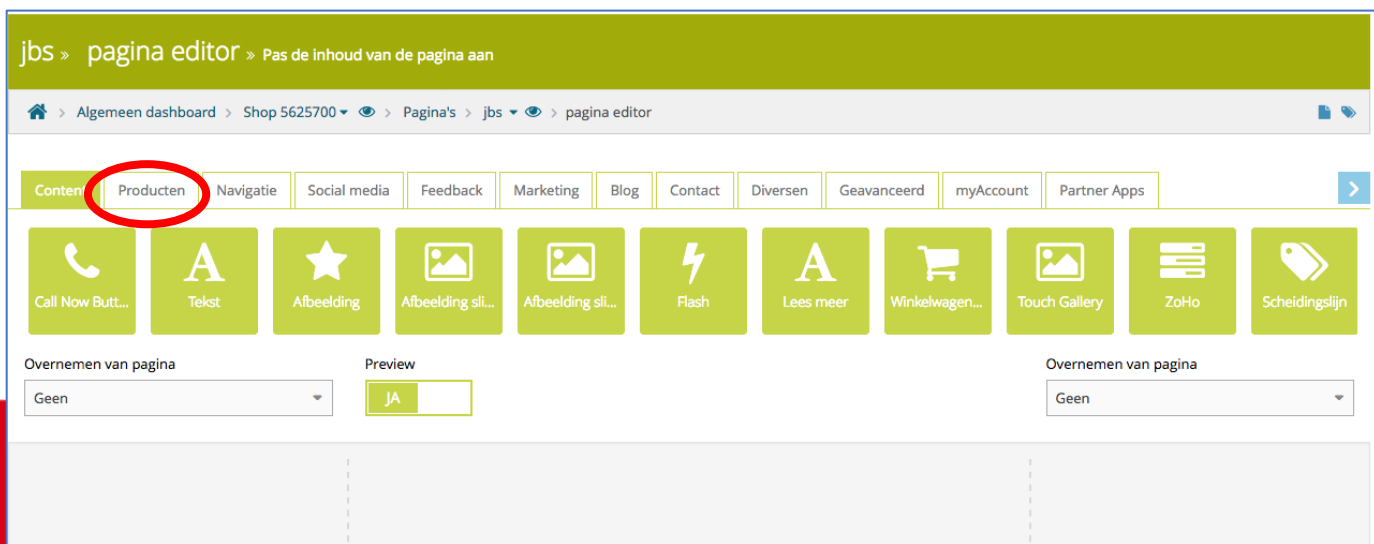 jbs » pagina editor » Pas de inhoud van de pagina aan
> Algemeen dashboard > Shop 5625700 > Pagina's > jbs > pagina editor
Content Producten Navigatie Social media Feedback Marketing Blog Contact Diversen Geavanceerd myAccount Partner Apps
Call Now Butt... Tekst Afbeelding Afbeelding sli... Afbeelding sli... Flash Lees meer Winkelwagen... Touch Gallery ZoHo Scheidingslijn
Overnemen van pagina Preview Overnemen van pagina
Geen JA Geen